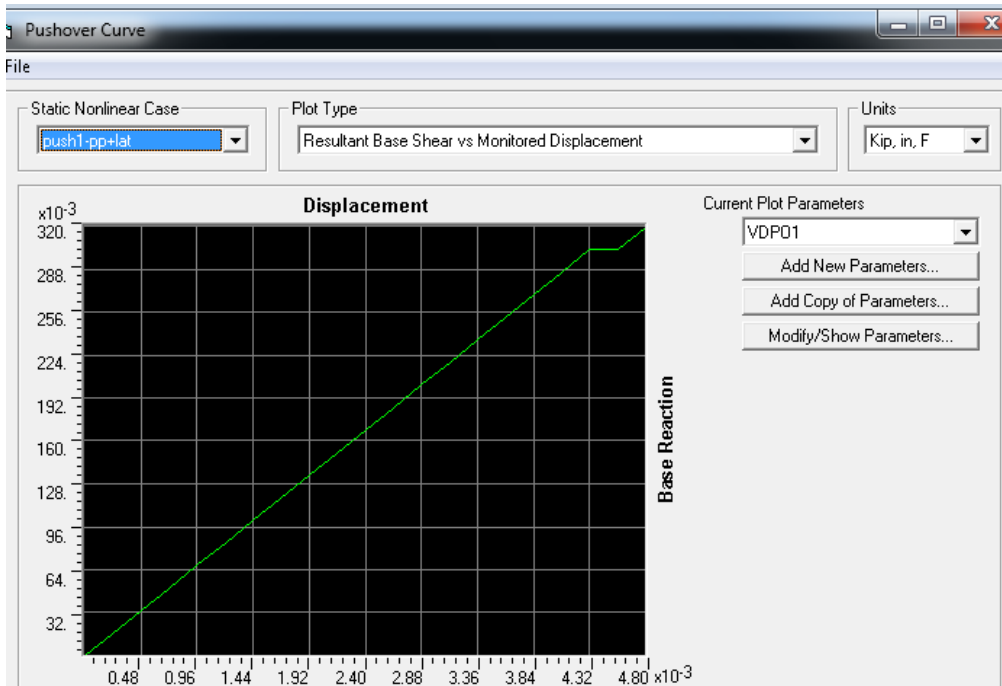 Pushover Curve
File
Static Nonlinear Case
push1-pp+lat
Plot Type
Resultant Base Shear vs Monitored Displacement
Units
Kip, in, F
x10-3
Displacement
320.
288.
256.
224.
192.
160.
128.
96.
64.
32.
0.48 0.96 1.44 1.92 2.40 2.88 3.36 3.84 4.32 4.80 x10-3
Base Reaction
Current Plot Parameters
VDPO1
Add New Parameters...
Add Copy of Parameters...
Modify/Show Parameters...